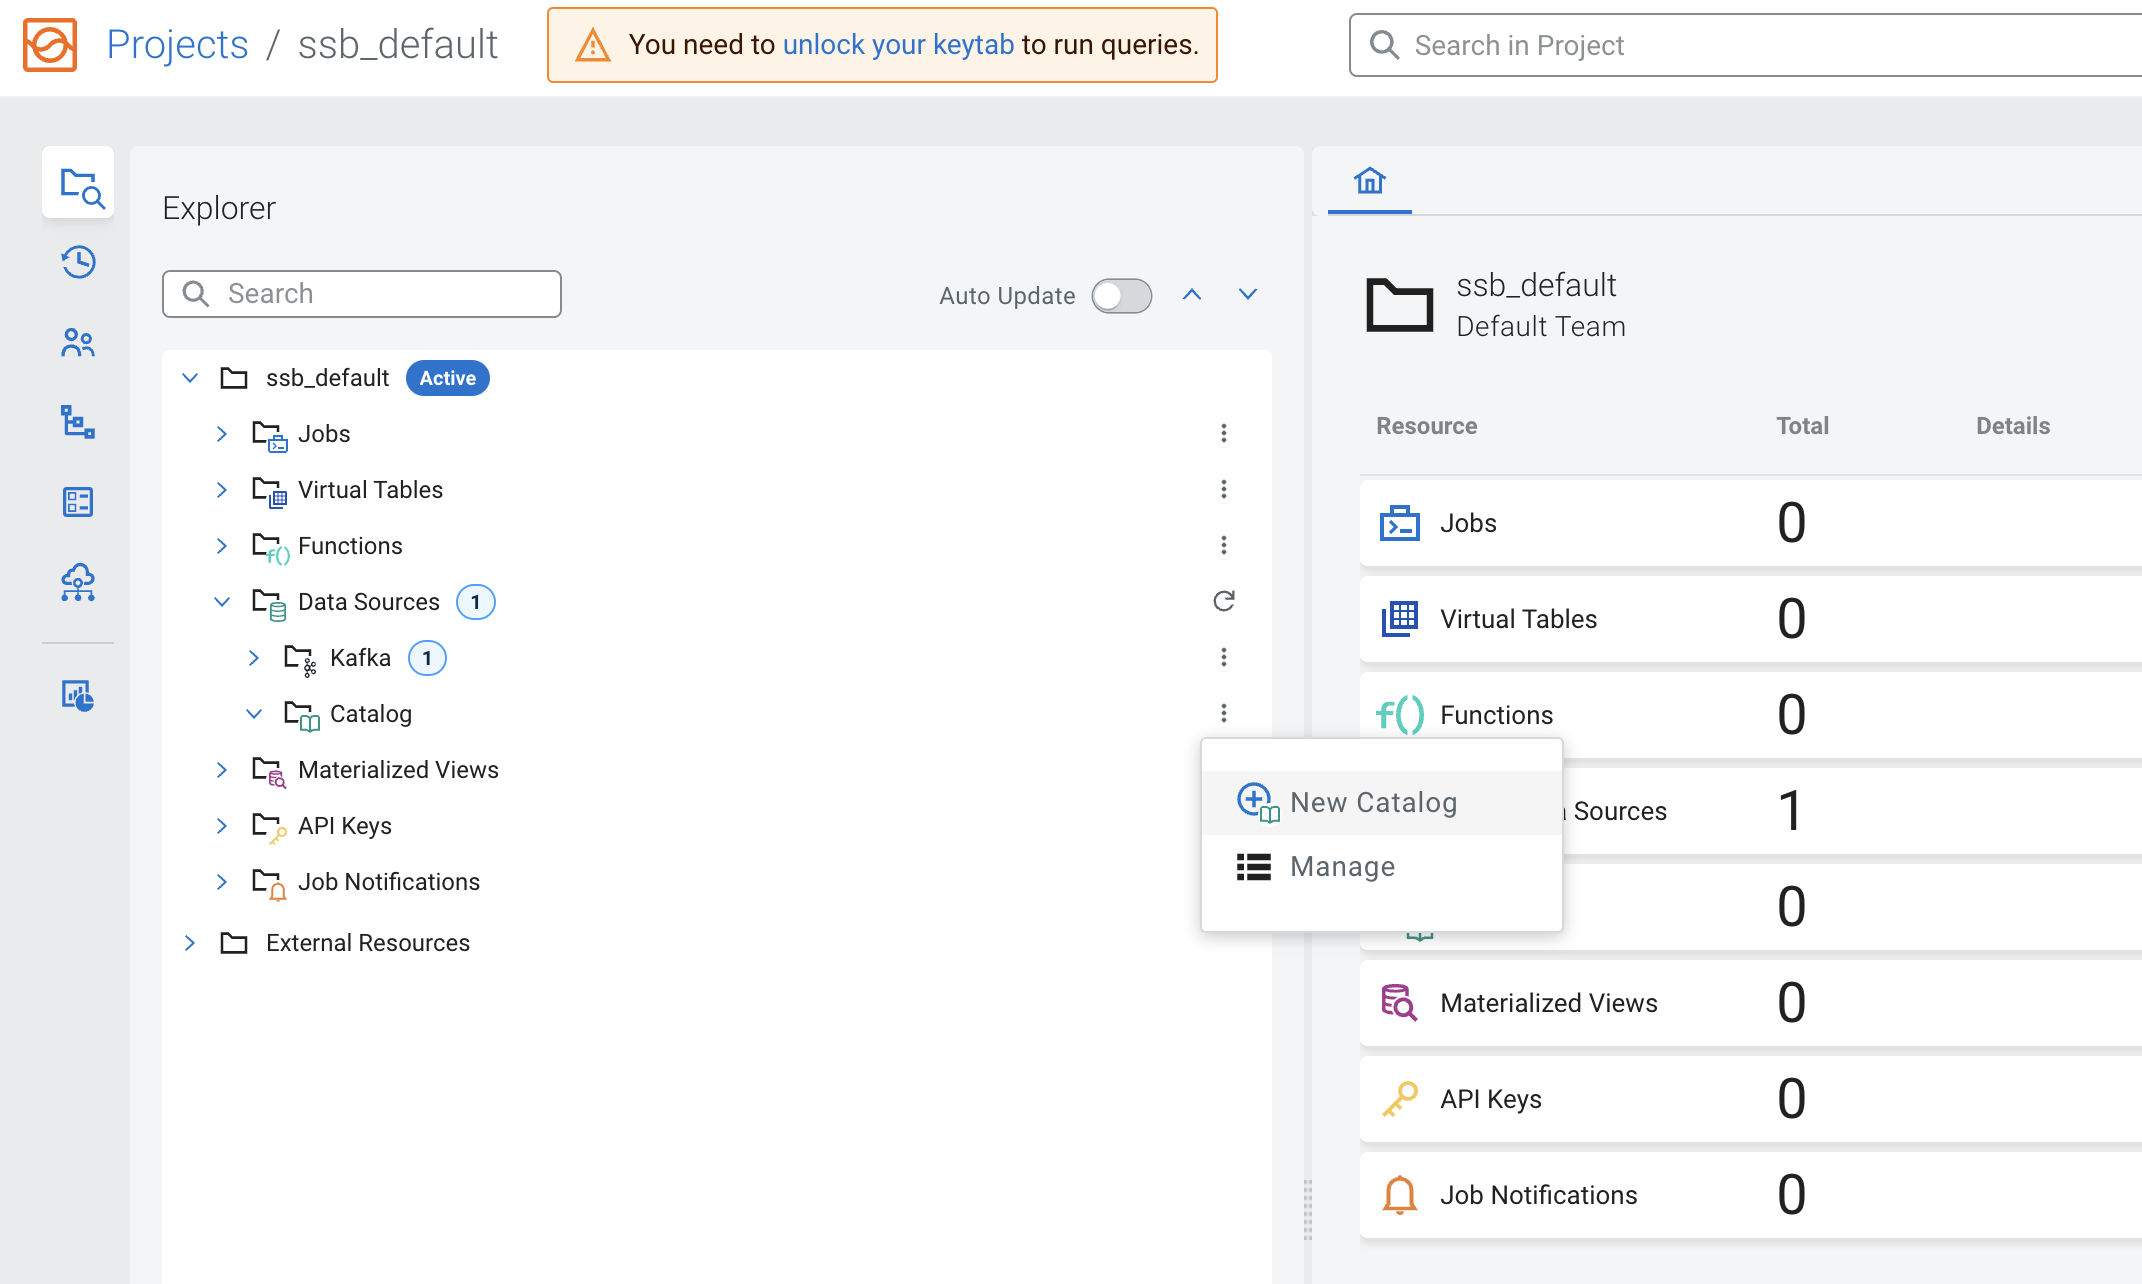 Projects / ssb_default
You need to unlock your keytab to run queries.
Search in Project
Explorer
Search
Auto Update
ssb_default Active
Jobs
Virtual Tables
Functions
Data Sources 1
Kafka 1
Catalog
Materialized Views
API Keys
Job Notifications
External Resources
New Catalog
Manage
ssb_default
Default Team
Resource Total Details
Jobs 0
Virtual Tables 0
Functions 0
Sources 1
0
Materialized Views 0
API Keys 0
Job Notifications 0